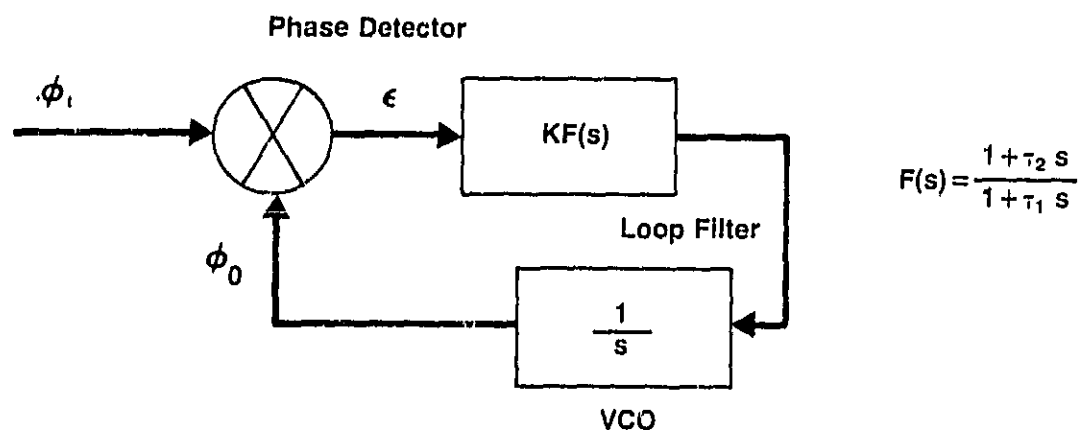 Phase Detector
ϕᵢ
ϵ
KF(s)
F(s) = 1 + τ₂ s / 1 + τ₁ s
Loop Filter
ϕ₀
1
s
VCO